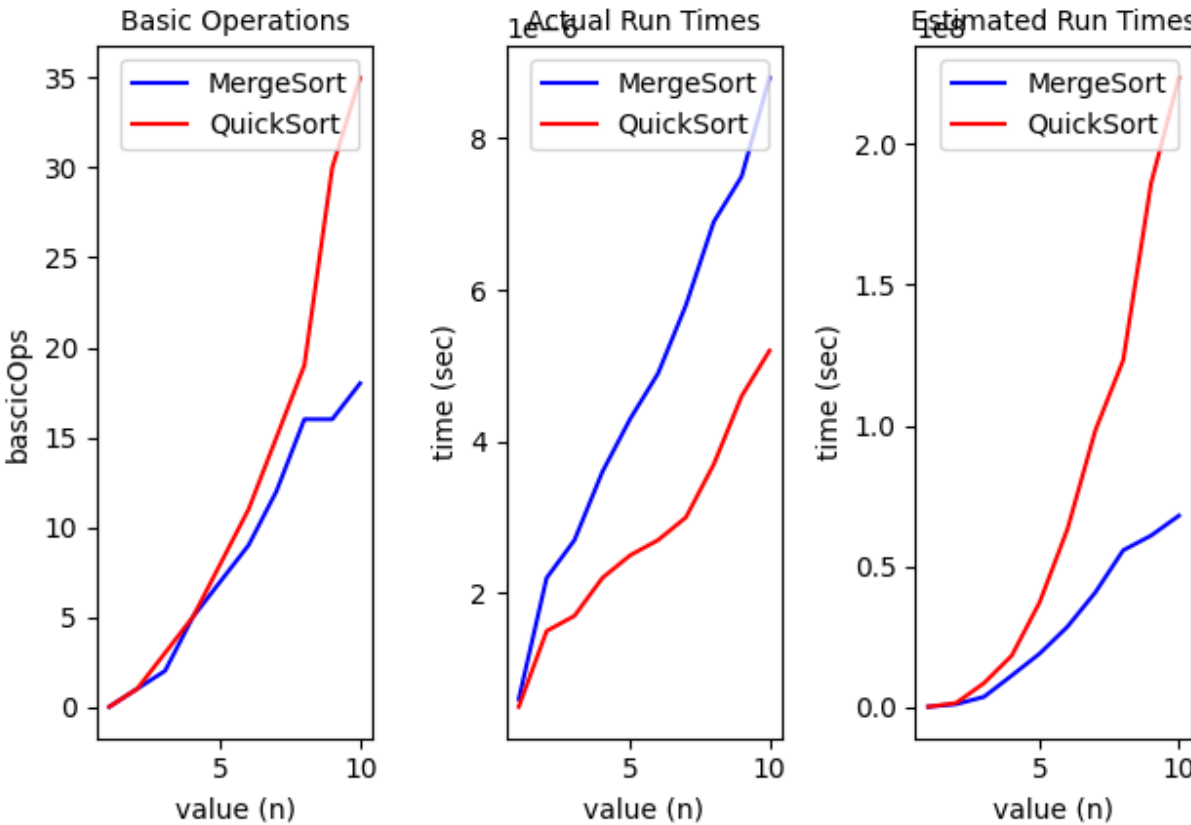 Basic Operations
MergeSort
QuickSort
35
30
25
20
15
10
5
0
bascicOps
5
10
value (n)
Actual Run Times
1e−6
MergeSort
QuickSort
8
6
4
2
time (sec)
5
10
value (n)
Estimated Run Times
1e8
MergeSort
QuickSort
2.0
1.5
1.0
0.5
0.0
time (sec)
5
10
value (n)